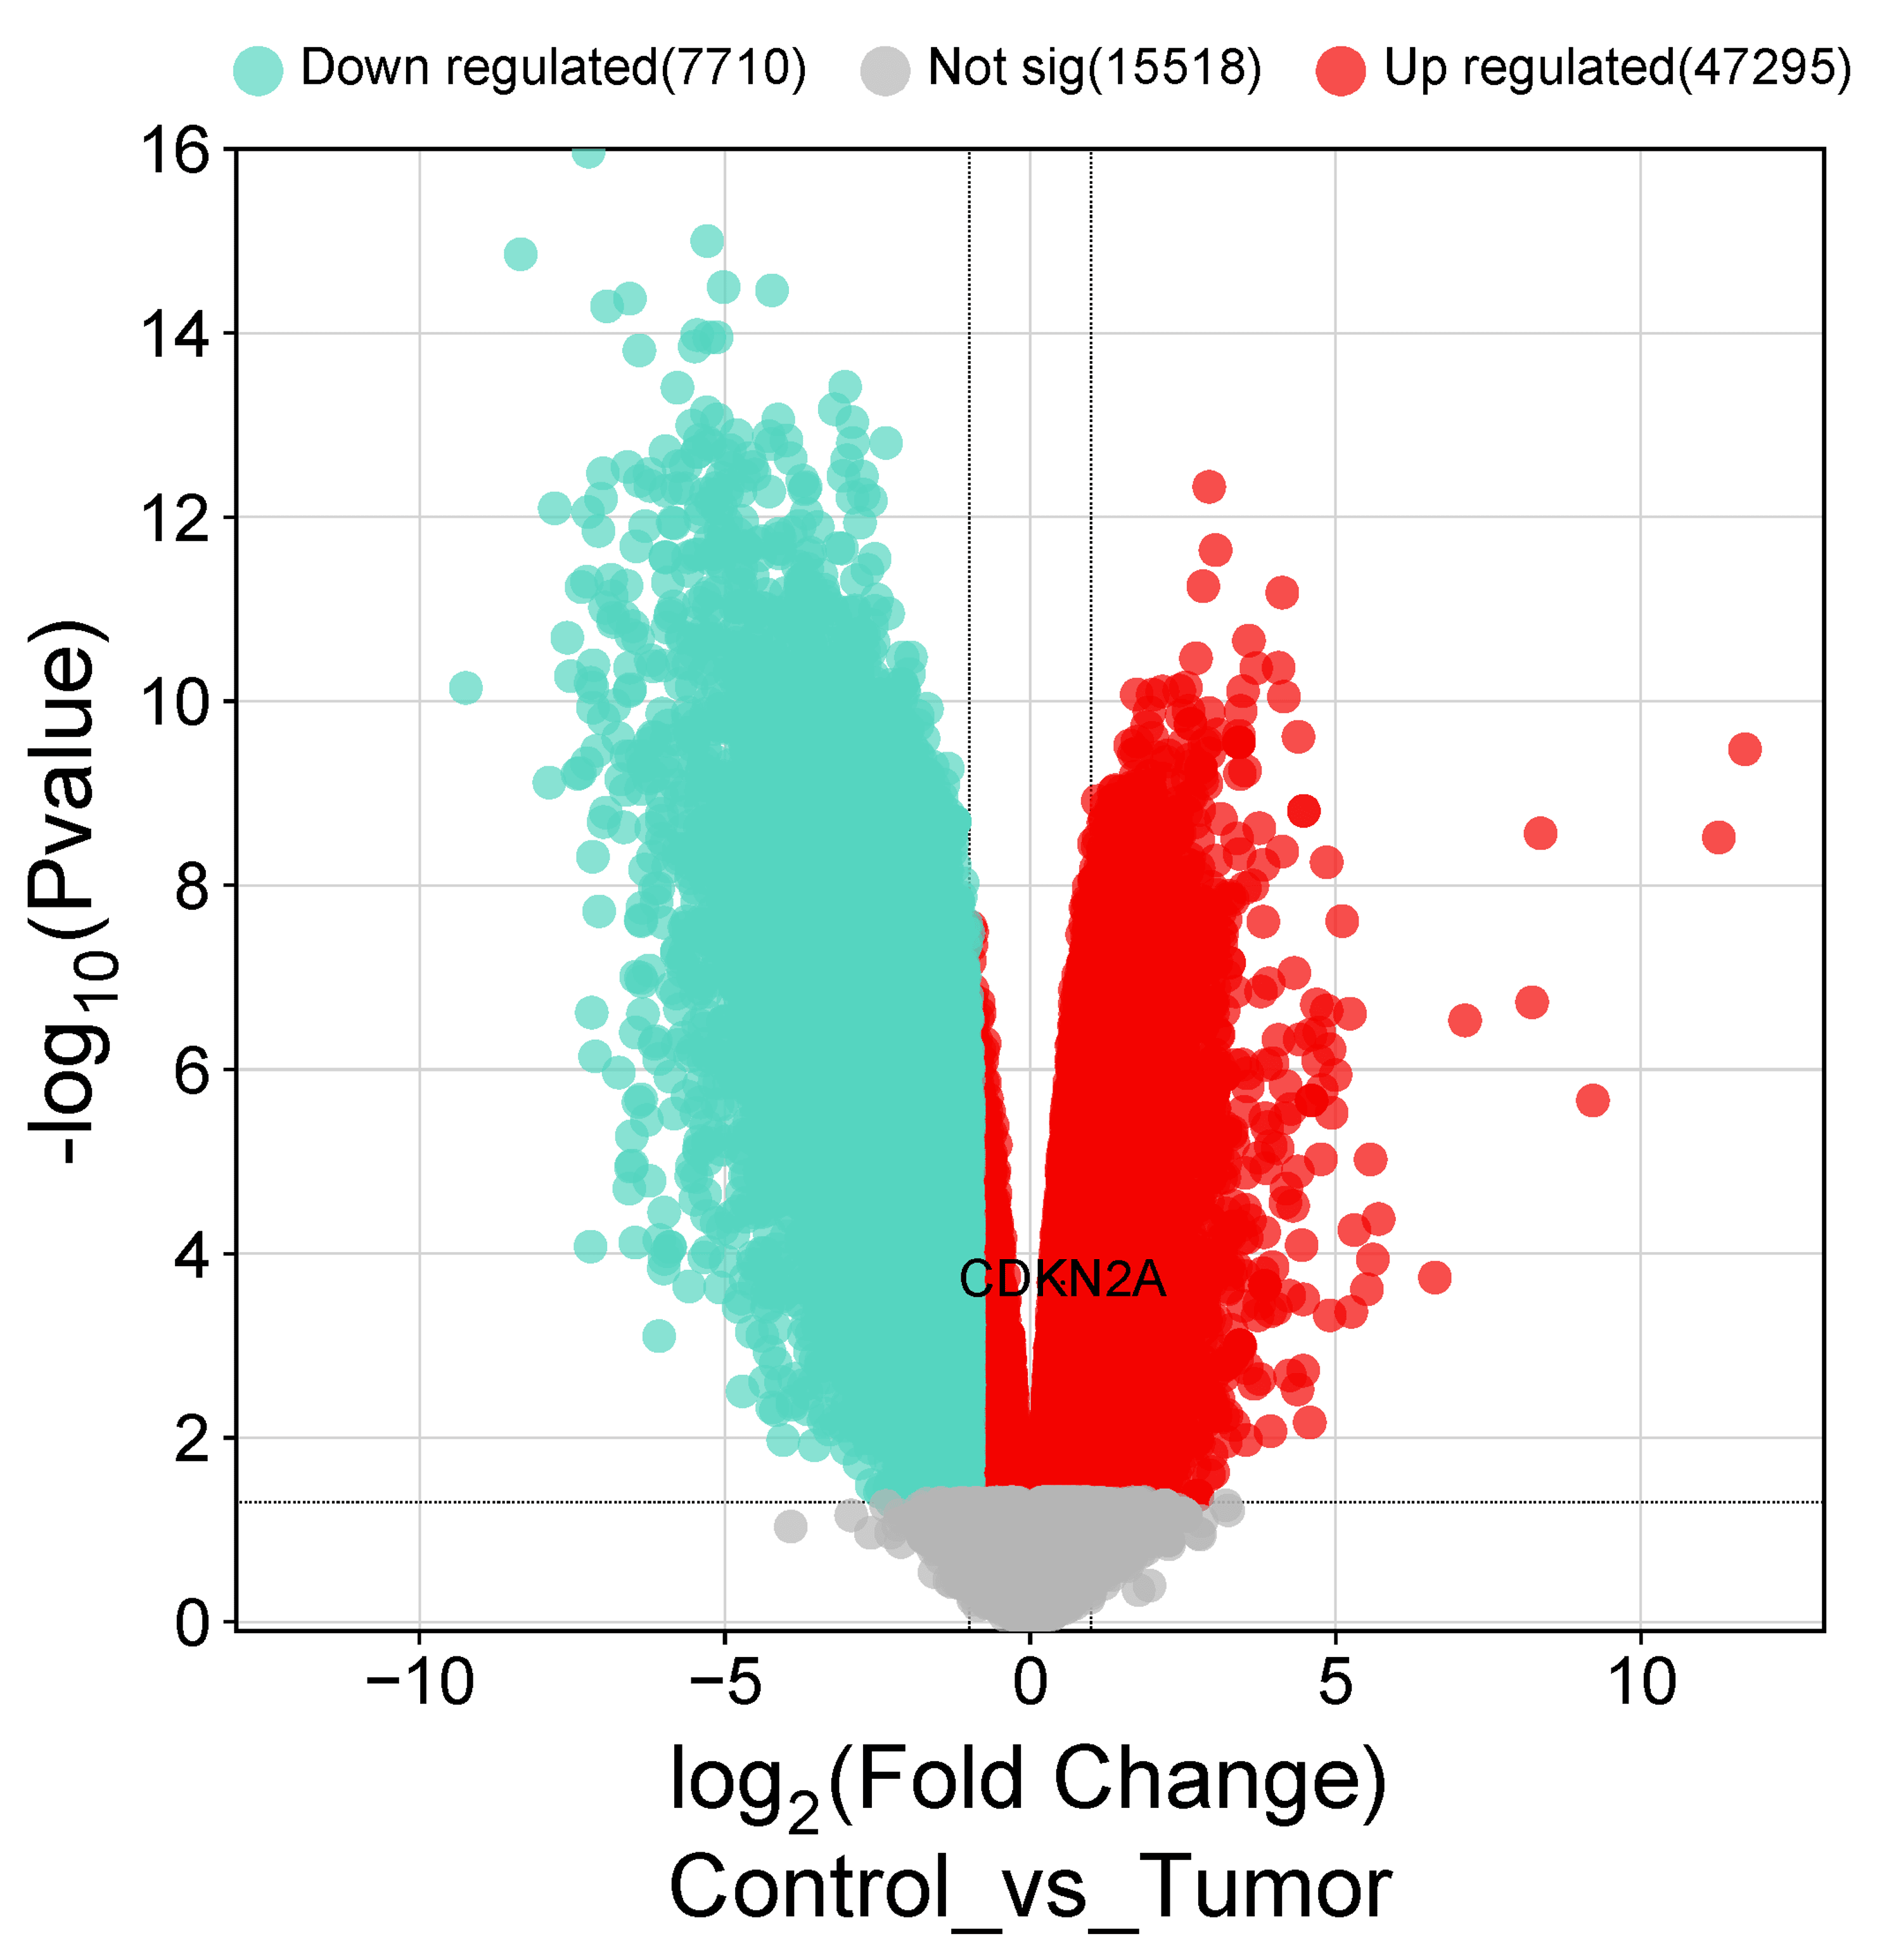 Down regulated(7710) Not sig(15518) Up regulated(47295)
16
14
12
10
8
6
4
2
0
-log10(Pvalue)
CDKN2A
−10 −5 0 5 10
log2(Fold Change)
Control_vs_Tumor